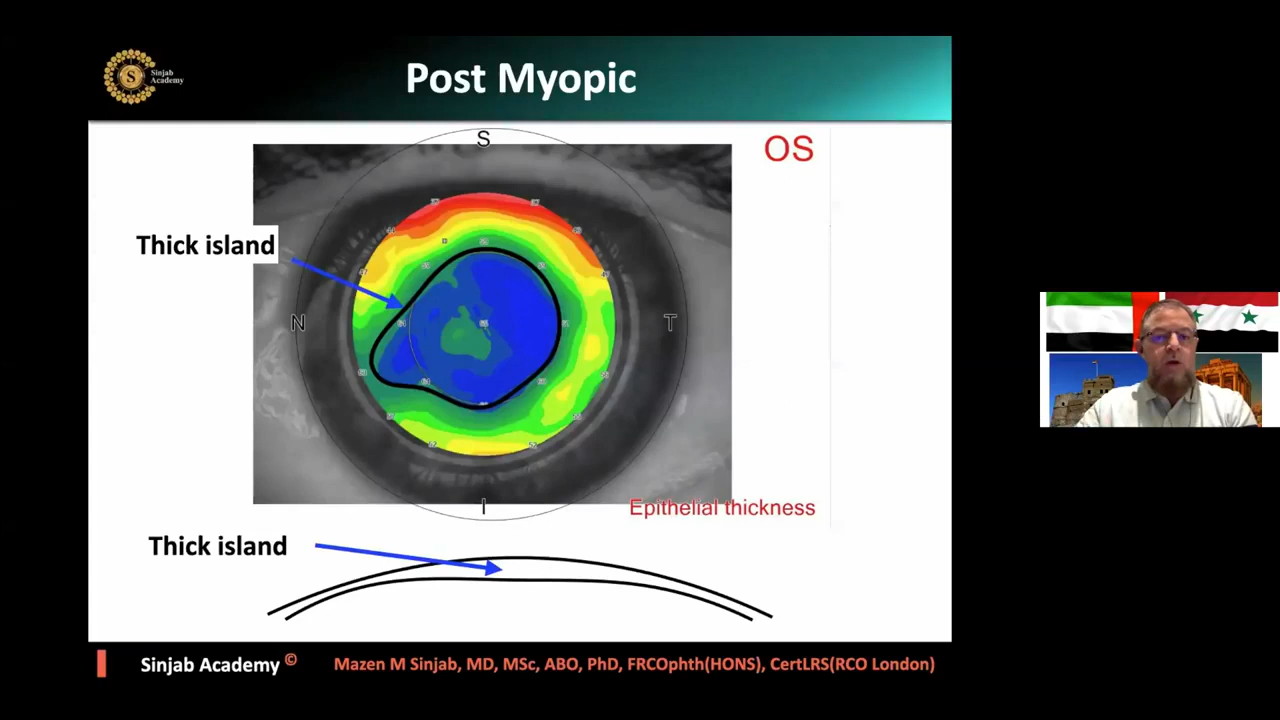 Sinjab
Academy
Post Myopic
OS
S
Thick island
N
T
I
Epithelial thickness
Thick island
Sinjab Academy ©
Mazen M Sinjab, MD, MSc, ABO, PhD, FRCOphth(HONS), CertLRS(RCO London)